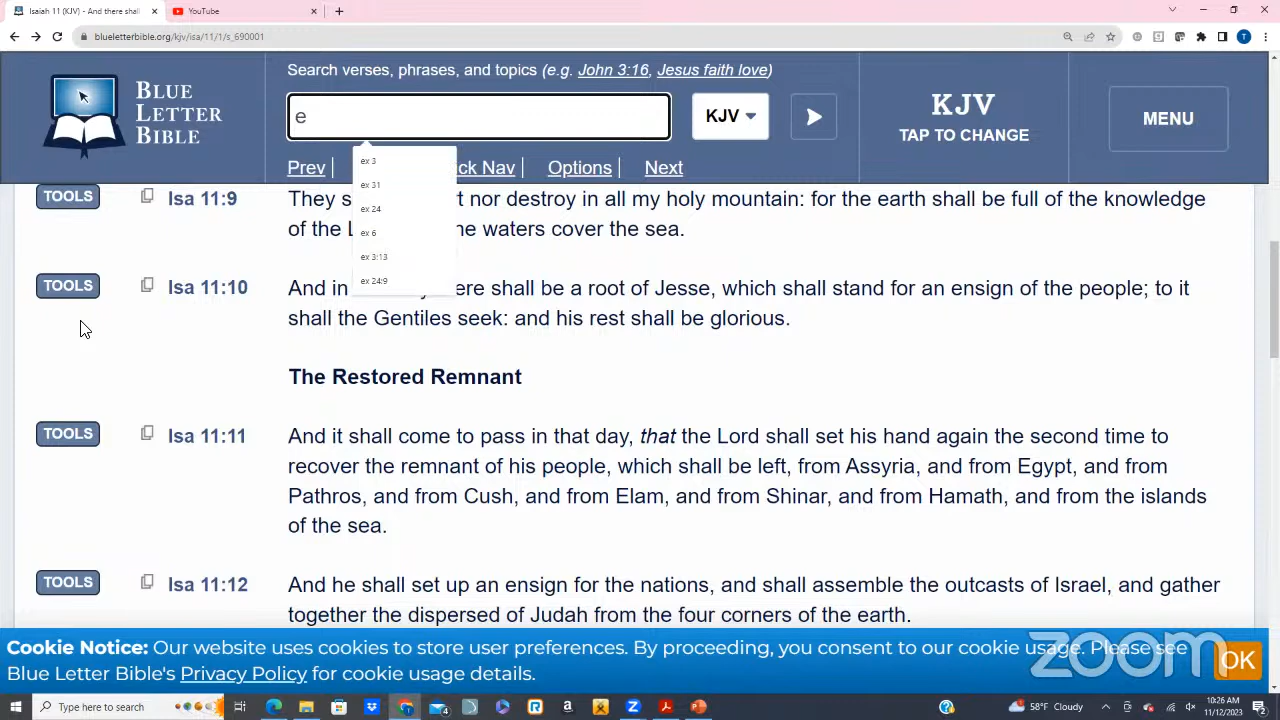 Isaiah 11 (KJV) - And there shall
YouTube
blueletterbible.org/kjv/isa/11/1/s_690001
BLUE
LETTER
BIBLE
Search verses, phrases, and topics (e.g. John 3:16, Jesus faith love)
e
KJV
KJV
TAP TO CHANGE
MENU
Prev |
ck Nav |
Options |
Next
ex 3
ex 31
ex 24
ex 6
ex 3:13
ex 24:9
TOOLS
Isa 11:9
They s t nor destroy in all my holy mountain: for the earth shall be full of the knowledge
of the L ne waters cover the sea.
TOOLS
Isa 11:10
And in ere shall be a root of Jesse, which shall stand for an ensign of the people; to it
shall the Gentiles seek: and his rest shall be glorious.
The Restored Remnant
TOOLS
Isa 11:11
And it shall come to pass in that day, that the Lord shall set his hand again the second time to
recover the remnant of his people, which shall be left, from Assyria, and from Egypt, and from
Pathros, and from Cush, and from Elam, and from Shinar, and from Hamath, and from the islands
of the sea.
TOOLS
Isa 11:12
And he shall set up an ensign for the nations, and shall assemble the outcasts of Israel, and gather
together the dispersed of Judah from the four corners of the earth.
Cookie Notice: Our website uses cookies to store user preferences. By proceeding, you consent to our cookie usage. Please see
Blue Letter Bible's Privacy Policy for cookie usage details.
OK
zoom
Type here to search
58°F Cloudy
10:26 AM
11/12/2023